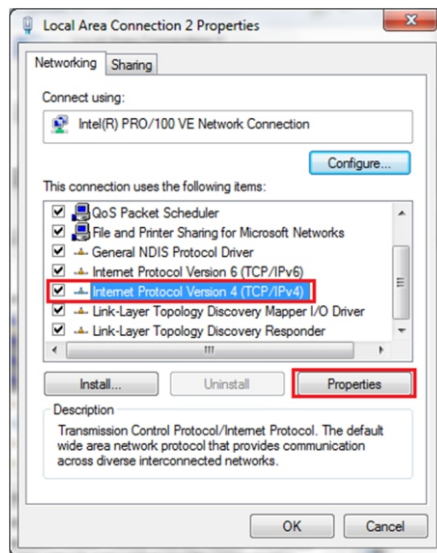 Local Area Connection 2 Properties
Networking
Sharing
Connect using:
Intel(R) PRO/100 VE Network Connection
Configure...
This connection uses the following items:
QoS Packet Scheduler
File and Printer Sharing for Microsoft Networks
General NDIS Protocol Driver
Internet Protocol Version 6 (TCP/IPv6)
Internet Protocol Version 4 (TCP/IPv4)
Link-Layer Topology Discovery Mapper I/O Driver
Link-Layer Topology Discovery Responder
Install...
Uninstall
Properties
Description
Transmission Control Protocol/Internet Protocol. The default
wide area network protocol that provides communication
across diverse interconnected networks.
OK
Cancel